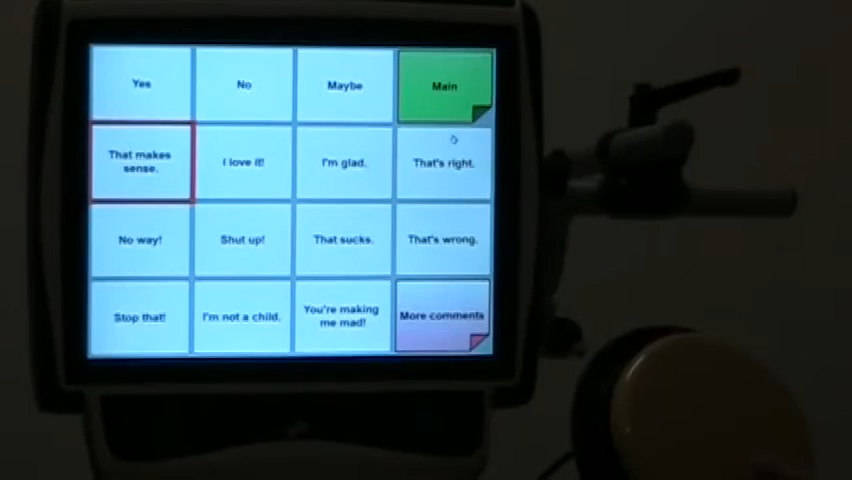 Yes
No
Maybe
Main
That makes
sense.
I love it!
I'm glad.
That's right.
No way!
Shut up!
That sucks.
That's wrong.
Stop that!
I'm not a child.
You're making
me mad!
More comments